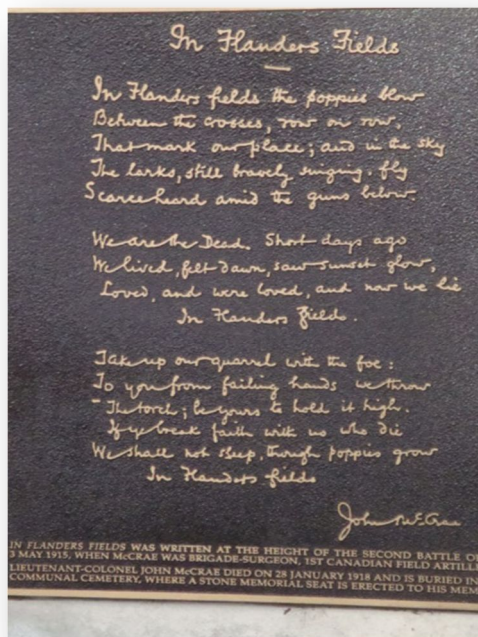 In Flanders Fields
In Flanders fields the poppies blow
Between the crosses, row on row,
That mark our place; and in the sky
The larks, still bravely singing, fly
Scarce heard amid the guns below.
We are the Dead. Short days ago
We lived, felt dawn, saw sunset glow,
Loved, and were loved, and now we lie
In Flanders fields.
Take up our quarrel with the foe:
To you from failing hands we throw
The torch; be yours to hold it high.
If ye break faith with us who die
We shall not sleep, though poppies grow
In Flanders fields
John McCrae
IN FLANDERS FIELDS WAS WRITTEN AT THE HEIGHT OF THE SECOND BATTLE OF
3 MAY 1915, WHEN McCRAE WAS BRIGADE-SURGEON, 1ST CANADIAN FIELD ARTILL
LIEUTENANT-COLONEL JOHN McCRAE DIED ON 28 JANUARY 1918 AND IS BURIED IN
COMMUNAL CEMETERY, WHERE A STONE MEMORIAL SEAT IS ERECTED TO HIS MEM